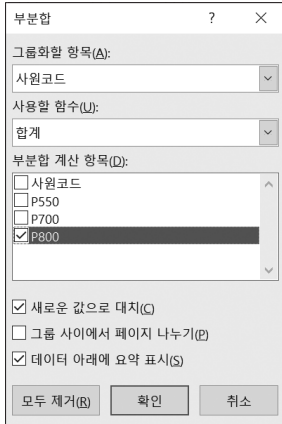 부분합 ? ×
그룹화할 항목(A):
사원코드
사용할 함수(U):
합계
부분합 계산 항목(D):
사원코드
P550
P700
P800
새로운 값으로 대치(C)
그룹 사이에서 페이지 나누기(P)
데이터 아래에 요약 표시(S)
모두 제거(R) 확인 취소